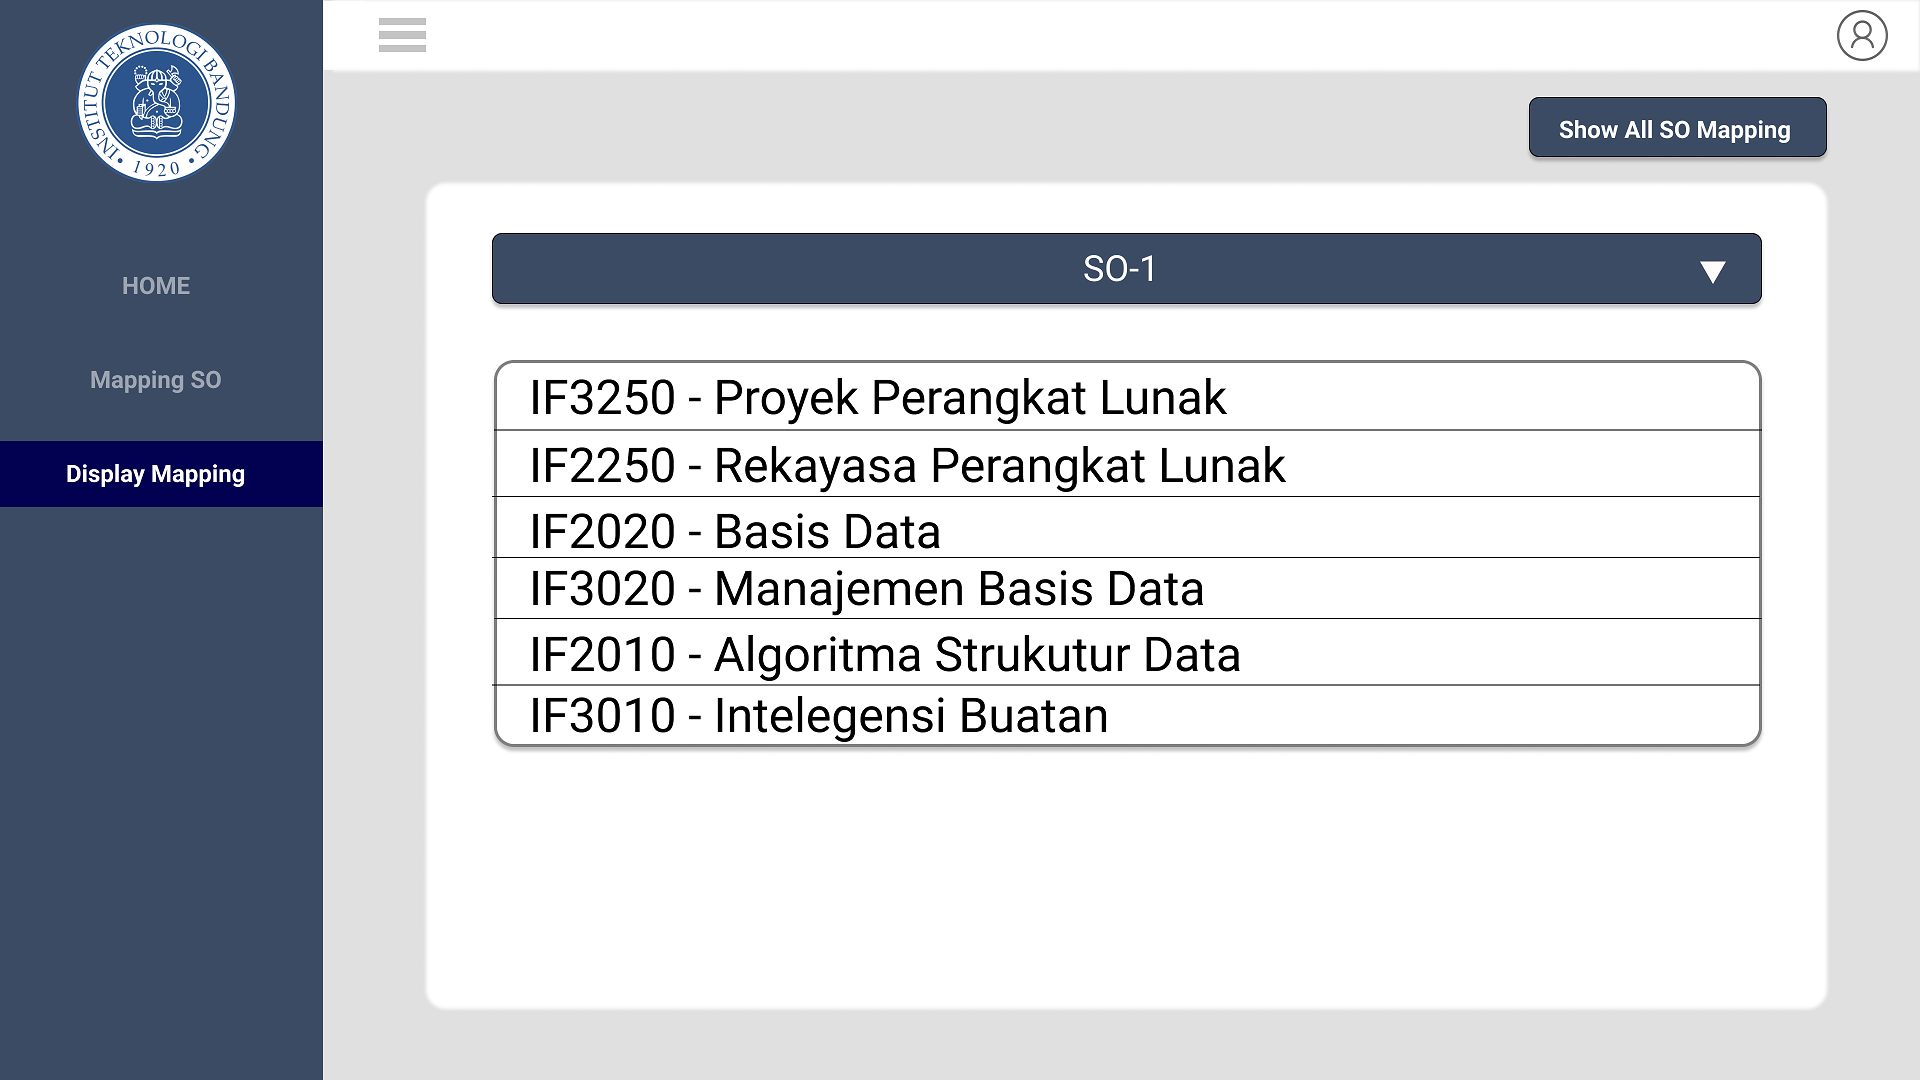 INSTITUT TEKNOLOGI BANDUNG
• 1920 •
HOME
Mapping SO
Display Mapping
Show All SO Mapping
SO-1
IF3250 - Proyek Perangkat Lunak
IF2250 - Rekayasa Perangkat Lunak
IF2020 - Basis Data
IF3020 - Manajemen Basis Data
IF2010 - Algoritma Strukutur Data
IF3010 - Intelegensi Buatan